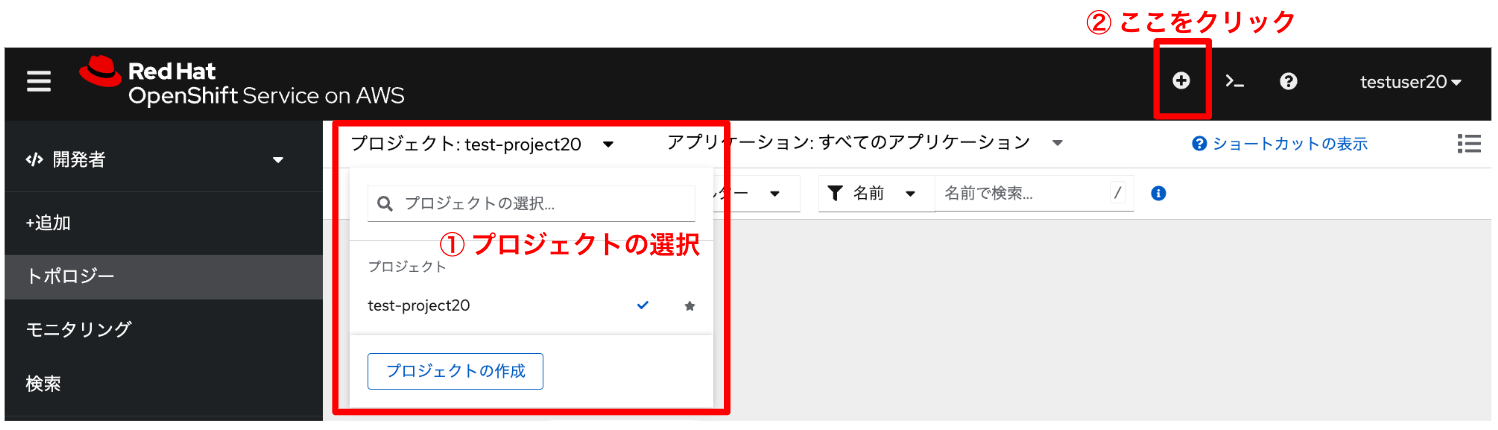 ② ここをクリック
Red Hat
OpenShift Service on AWS
testuser20
開発者
プロジェクト: test-project20
アプリケーション: すべてのアプリケーション
ショートカットの表示
プロジェクトの選択...
ルター
名前
名前で検索...
/
+追加
① プロジェクトの選択
プロジェクト
トポロジー
test-project20
モニタリング
プロジェクトの作成
検索